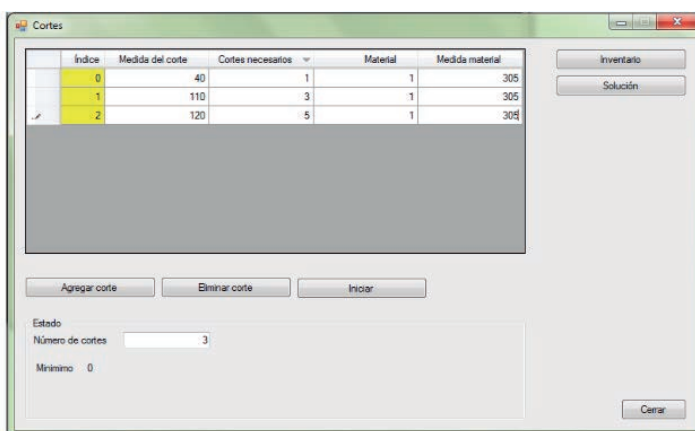 Cortes
Índice Medida del corte Cortes necesarios Material Medida material
0 40 1 1 305
1 110 3 1 305
2 120 5 1 305
Inventario
Solución
Agregar corte Eliminar corte Iniciar
Estado
Número de cortes 3
Minimimo 0
Cerrar